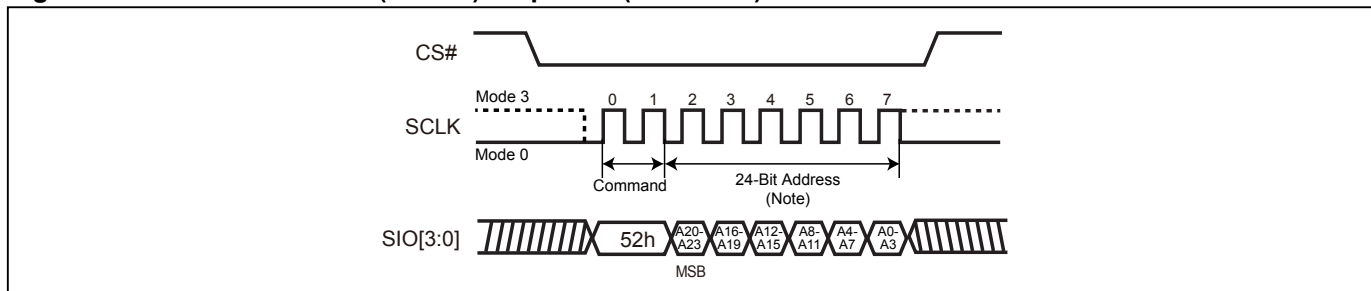 CS#
Mode 3
0 1 2 3 4 5 6 7
SCLK
Mode 0
Command
24-Bit Address
(Note)
SIO[3:0]
52h
A20-
A23
A16-
A19
A12-
A15
A8-
A11
A4-
A7
A0-
A3
MSB